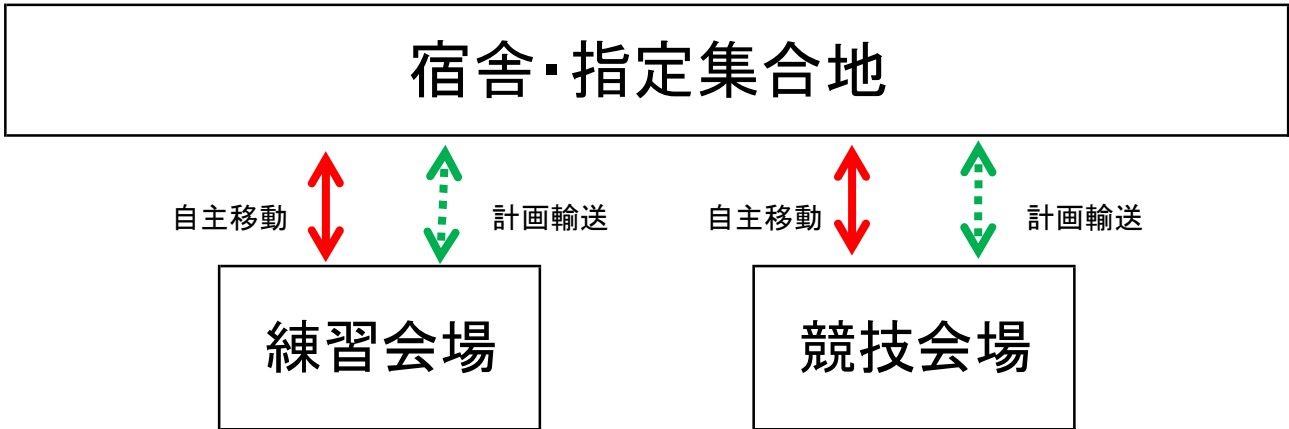 宿舎・指定集合地
自主移動
計画輸送
自主移動
計画輸送
練習会場
競技会場